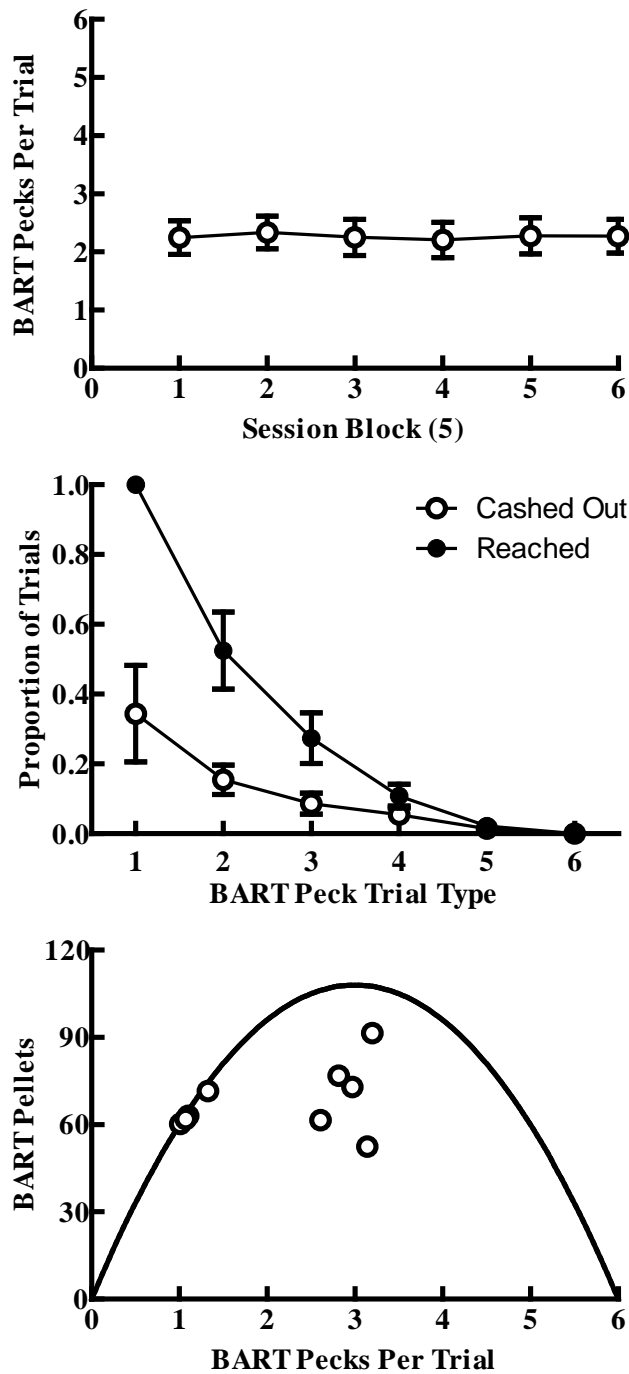 BART Pecks Per Trial
6
5
4
3
2
1
0
0 1 2 3 4 5 6
Session Block (5)
Proportion of Trials
1.0
0.8
0.6
0.4
0.2
0.0
Cashed Out
Reached
1 2 3 4 5 6
BART Peck Trial Type
BART Pellets
120
90
60
30
0
0 1 2 3 4 5 6
BART Pecks Per Trial